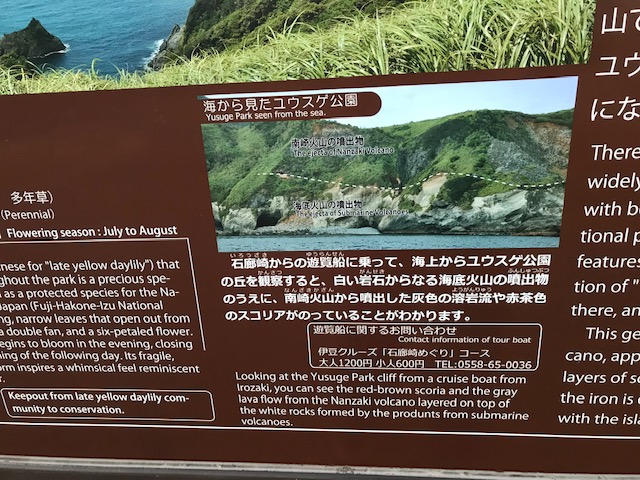 海から見たユウスゲ公園
Yusuge Park seen from the sea.
南崎火山の噴出物
The ejecta of Nanzaki Volcano
海底火山の噴出物
The ejecta of Submarine Volcanoes
石廊崎からの遊覧船に乗って、海上からユウスゲ公園
の丘を観察すると、白い岩石からなる海底火山の噴出物
のうえに、南崎火山から噴出した灰色の溶岩流や赤茶色
のスコリアがのっていることがわかります。
遊覧船に関するお問い合わせ
Contact information of tour boat
伊豆クルーズ「石廊崎めぐり」コース
大人1200円 小人600円 TEL:0558-65-0036
Looking at the Yusuge Park cliff from a cruise boat from
Irozaki, you can see the red-brown scoria and the gray
lava flow from the Nanzaki volcano layered on top of
the white rocks formed by the produnts from submarine
volcanoes.
多年草)
(Perennial)
Flowering season : July to August
nese for "late yellow daylily") that
ghout the park is a precious spe-
as a protected species for the Na-
Japan (Fuji-Hakone-Izu National
ng, narrow leaves that open out from
a double fan, and a six-petaled flower.
egins to bloom in the evening, closing
ning of the following day. Its fragile,
orm inspires a whimsical feel reminiscent
r.
Keepout from late yellow daylily com-
munity to conservation.
山で
ユウ
にな
There
widely
with be
tional p
features
tion of "
there, an
This ge
cano, app
layers of s
the iron is
with the isla